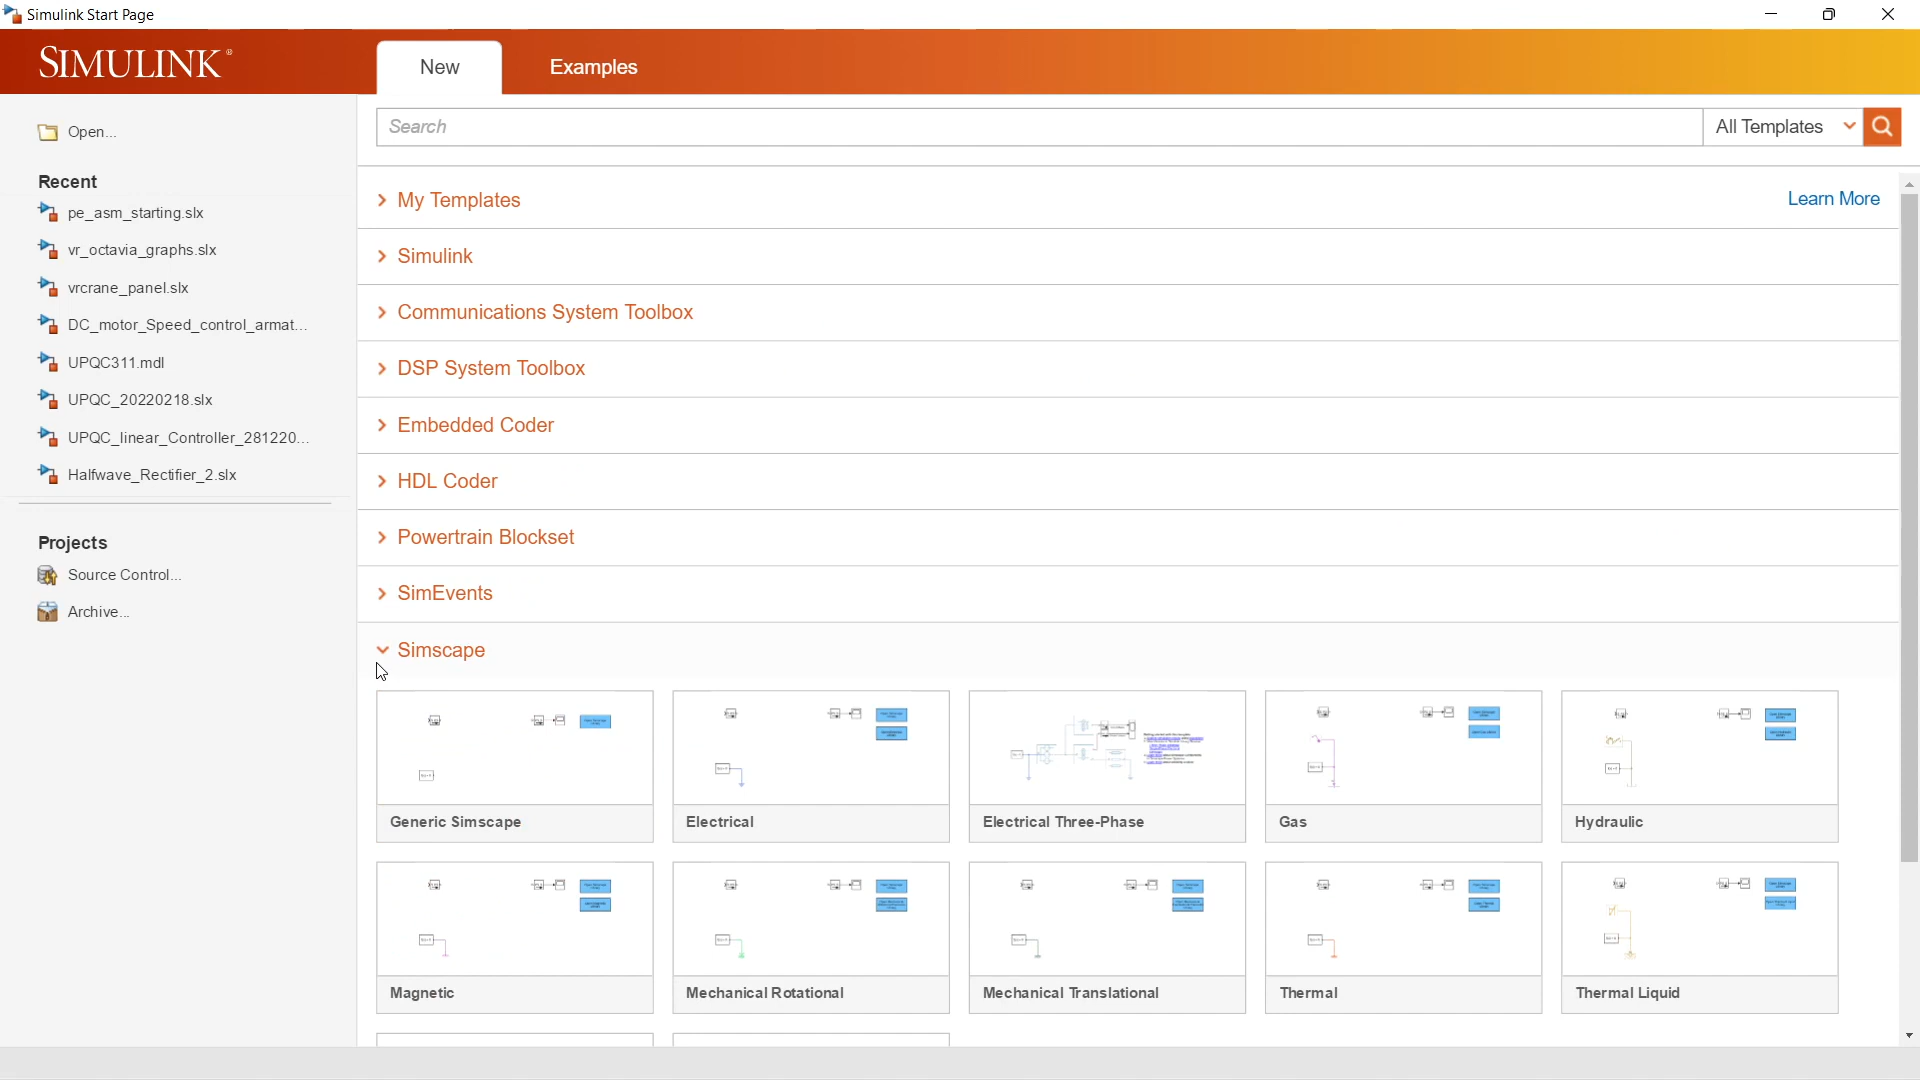 Simulink Start Page
SIMULINK®
New
Examples
Open...
Search
All Templates
Recent
pe_asm_starting.slx
vr_octavia_graphs.slx
vrcrane_panel.slx
DC_motor_Speed_control_armat...
UPQC311.mdl
UPQC_20220218.slx
UPQC_linear_Controller_281220...
Halfwave_Rectifier_2.slx
Projects
Source Control...
Archive...
My Templates
Learn More
Simulink
Communications System Toolbox
DSP System Toolbox
Embedded Coder
HDL Coder
Powertrain Blockset
SimEvents
Simscape
Generic Simscape
Electrical
Electrical Three-Phase
Gas
Hydraulic
Magnetic
Mechanical Rotational
Mechanical Translational
Thermal
Thermal Liquid